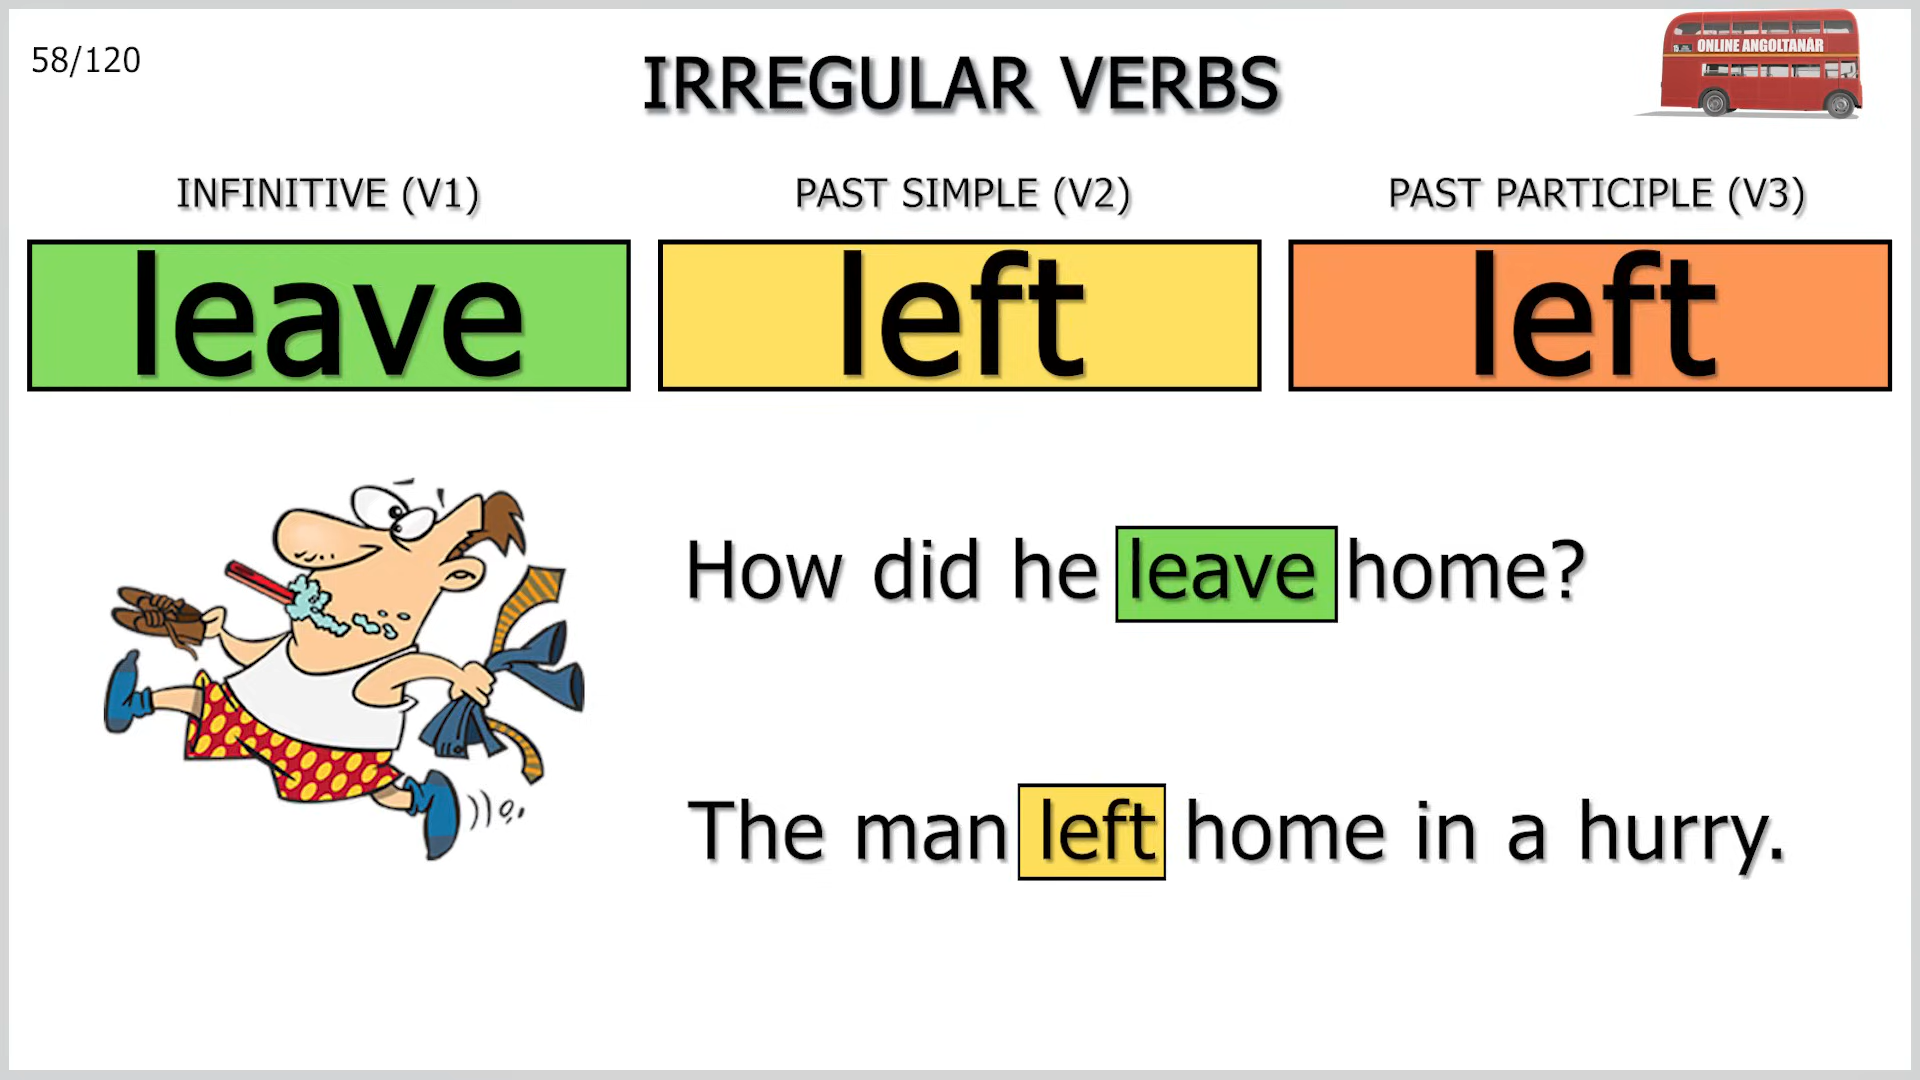 58/120
IRREGULAR VERBS
ONLINE ANGOLTANÁR
INFINITIVE (V1)
PAST SIMPLE (V2)
PAST PARTICIPLE (V3)
leave
left
left
How did he leave home?
The man left home in a hurry.